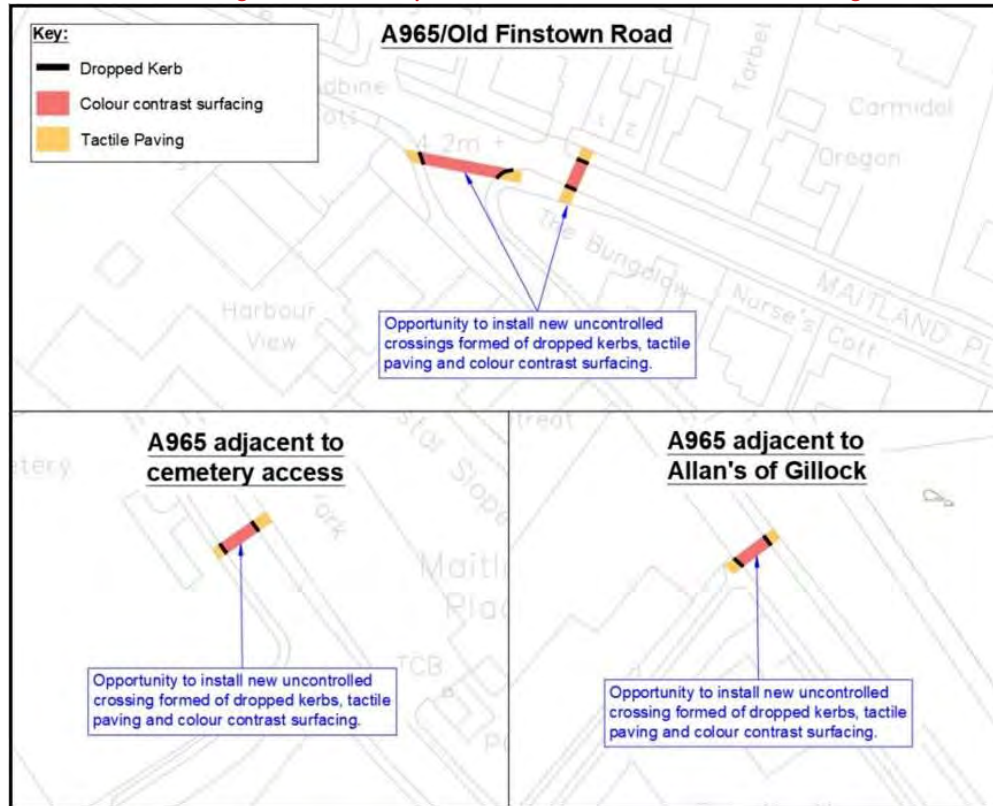 A965/Old Finstown Road
Key:
Dropped Kerb
Colour contrast surfacing
Tactile Paving
4.2m +
1
2
Tarbet
Carmidol
Oregon
The Bungalow
Nurse's Cott
MAITLAND PL
Harbour
View
Opportunity to install new uncontrolled
crossings formed of dropped kerbs, tactile
paving and colour contrast surfacing.
A965 adjacent to
cemetery access
Slope
Maitl
Plac
TCB
Opportunity to install new uncontrolled
crossing formed of dropped kerbs, tactile
paving and colour contrast surfacing.
A965 adjacent to
Allan's of Gillock
Opportunity to install new uncontrolled
crossing formed of dropped kerbs, tactile
paving and colour contrast surfacing.